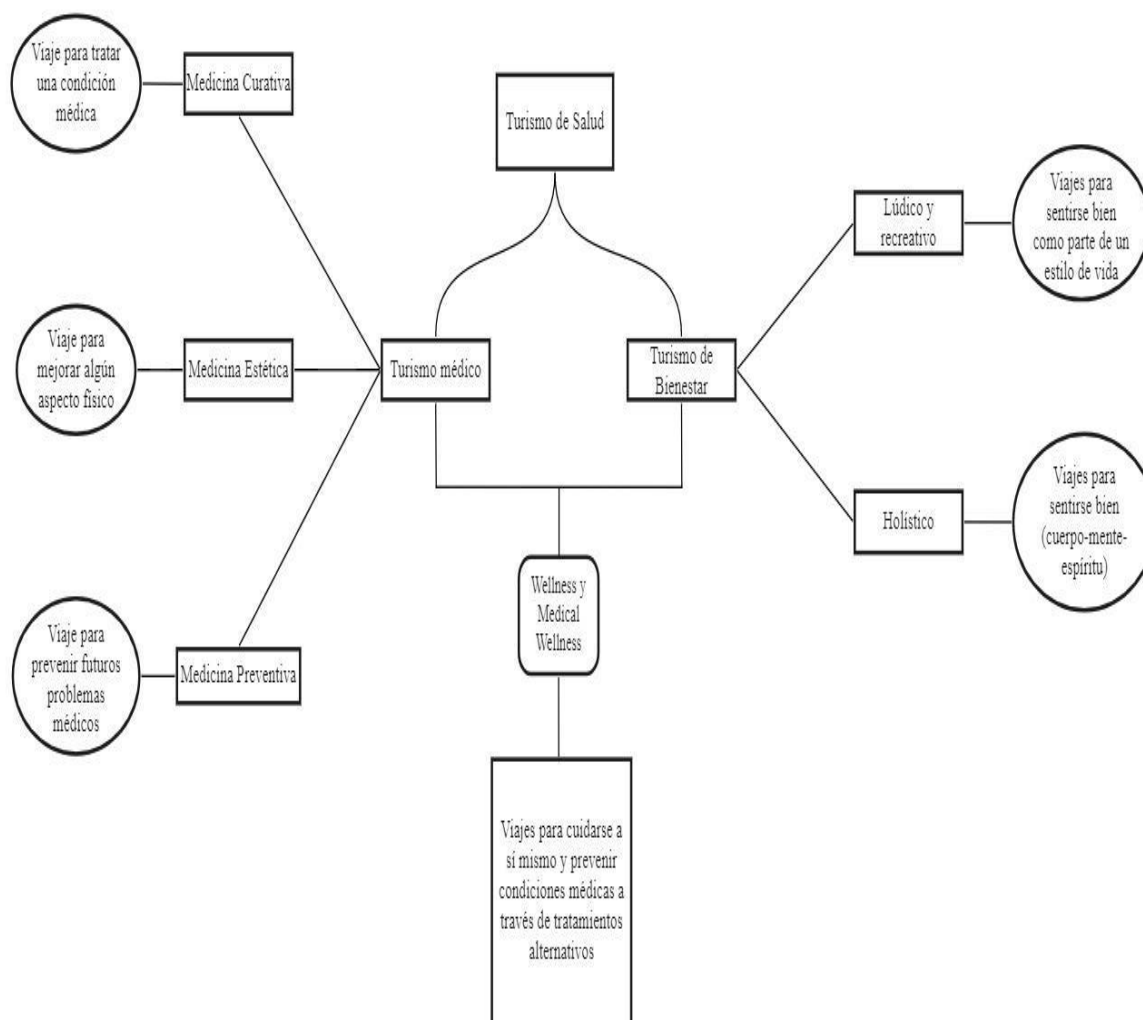 Viaje para tratar
una condición
médica
Medicina Curativa
Turismo de Salud
Lúdico y
recreativo
Viajes para
sentirse bien
como parte de un
estilo de vida
Viaje para
mejorar algún
aspecto físico
Medicina Estética
Turismo médico
Turismo de
Bienestar
Holístico
Viajes para
sentirse bien
(cuerpo-mente-
espíritu)
Wellness y
Medical
Wellness
Viaje para
prevenir futuros
problemas
médicos
Medicina Preventiva
Viajes para cuidarse a
sí mismo y prevenir
condiciones médicas a
través de tratamientos
alternativos